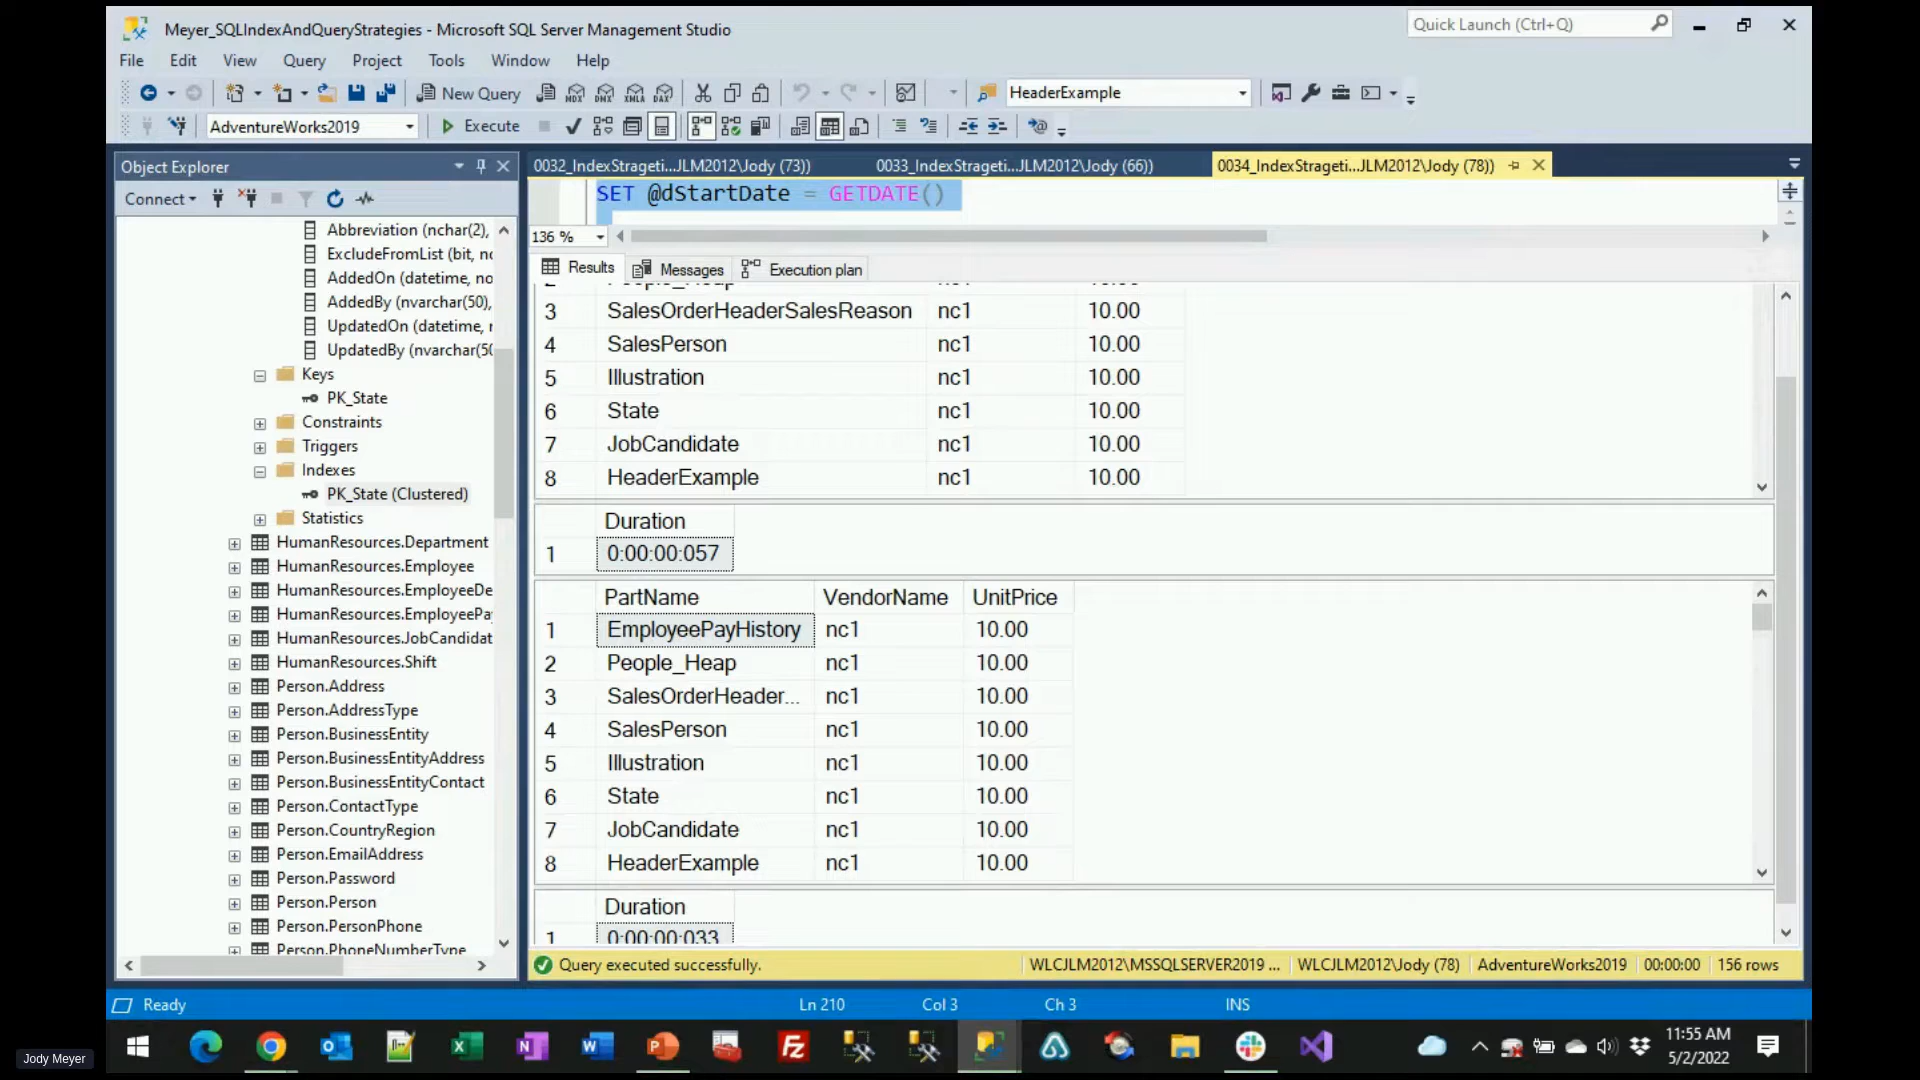 Meyer_SQLIndexAndQueryStrategies - Microsoft SQL Server Management Studio
Quick Launch (Ctrl+Q)
File Edit View Query Project Tools Window Help
New Query
MDX DMX XMLA DAX
HeaderExample
AdventureWorks2019
Execute
Object Explorer
0032_IndexStrageti...JLM2012\Jody (73))
0033_IndexStrageti...JLM2012\Jody (66))
0034_IndexStrageti...JLM2012\Jody (78))
Connect
SET @dStartDate = GETDATE()
136 %
Results Messages Execution plan
Abbreviation (nchar(2),
ExcludeFromList (bit, no
AddedOn (datetime, no
AddedBy (nvarchar(50),
UpdatedOn (datetime, r
UpdatedBy (nvarchar(50
Keys
PK_State
Constraints
Triggers
Indexes
PK_State (Clustered)
Statistics
HumanResources.Department
HumanResources.Employee
HumanResources.EmployeeDe
HumanResources.EmployeePa
HumanResources.JobCandidat
HumanResources.Shift
Person.Address
Person.AddressType
Person.BusinessEntity
Person.BusinessEntityAddress
Person.BusinessEntityContact
Person.ContactType
Person.CountryRegion
Person.EmailAddress
Person.Password
Person.Person
Person.PersonPhone
Person.PhoneNumberType
3 SalesOrderHeaderSalesReason nc1 10.00
4 SalesPerson nc1 10.00
5 Illustration nc1 10.00
6 State nc1 10.00
7 JobCandidate nc1 10.00
8 HeaderExample nc1 10.00
Duration
1 0:00:00:057
PartName VendorName UnitPrice
1 EmployeePayHistory nc1 10.00
2 People_Heap nc1 10.00
3 SalesOrderHeader... nc1 10.00
4 SalesPerson nc1 10.00
5 Illustration nc1 10.00
6 State nc1 10.00
7 JobCandidate nc1 10.00
8 HeaderExample nc1 10.00
Duration
1 0:00:00:033
Query executed successfully.
WLCJLM2012\MSSQLSERVER2019 ... WLCJLM2012\Jody (78) AdventureWorks2019 00:00:00 156 rows
Ready Ln 210 Col 3 Ch 3 INS
11:55 AM
5/2/2022
Jody Meyer